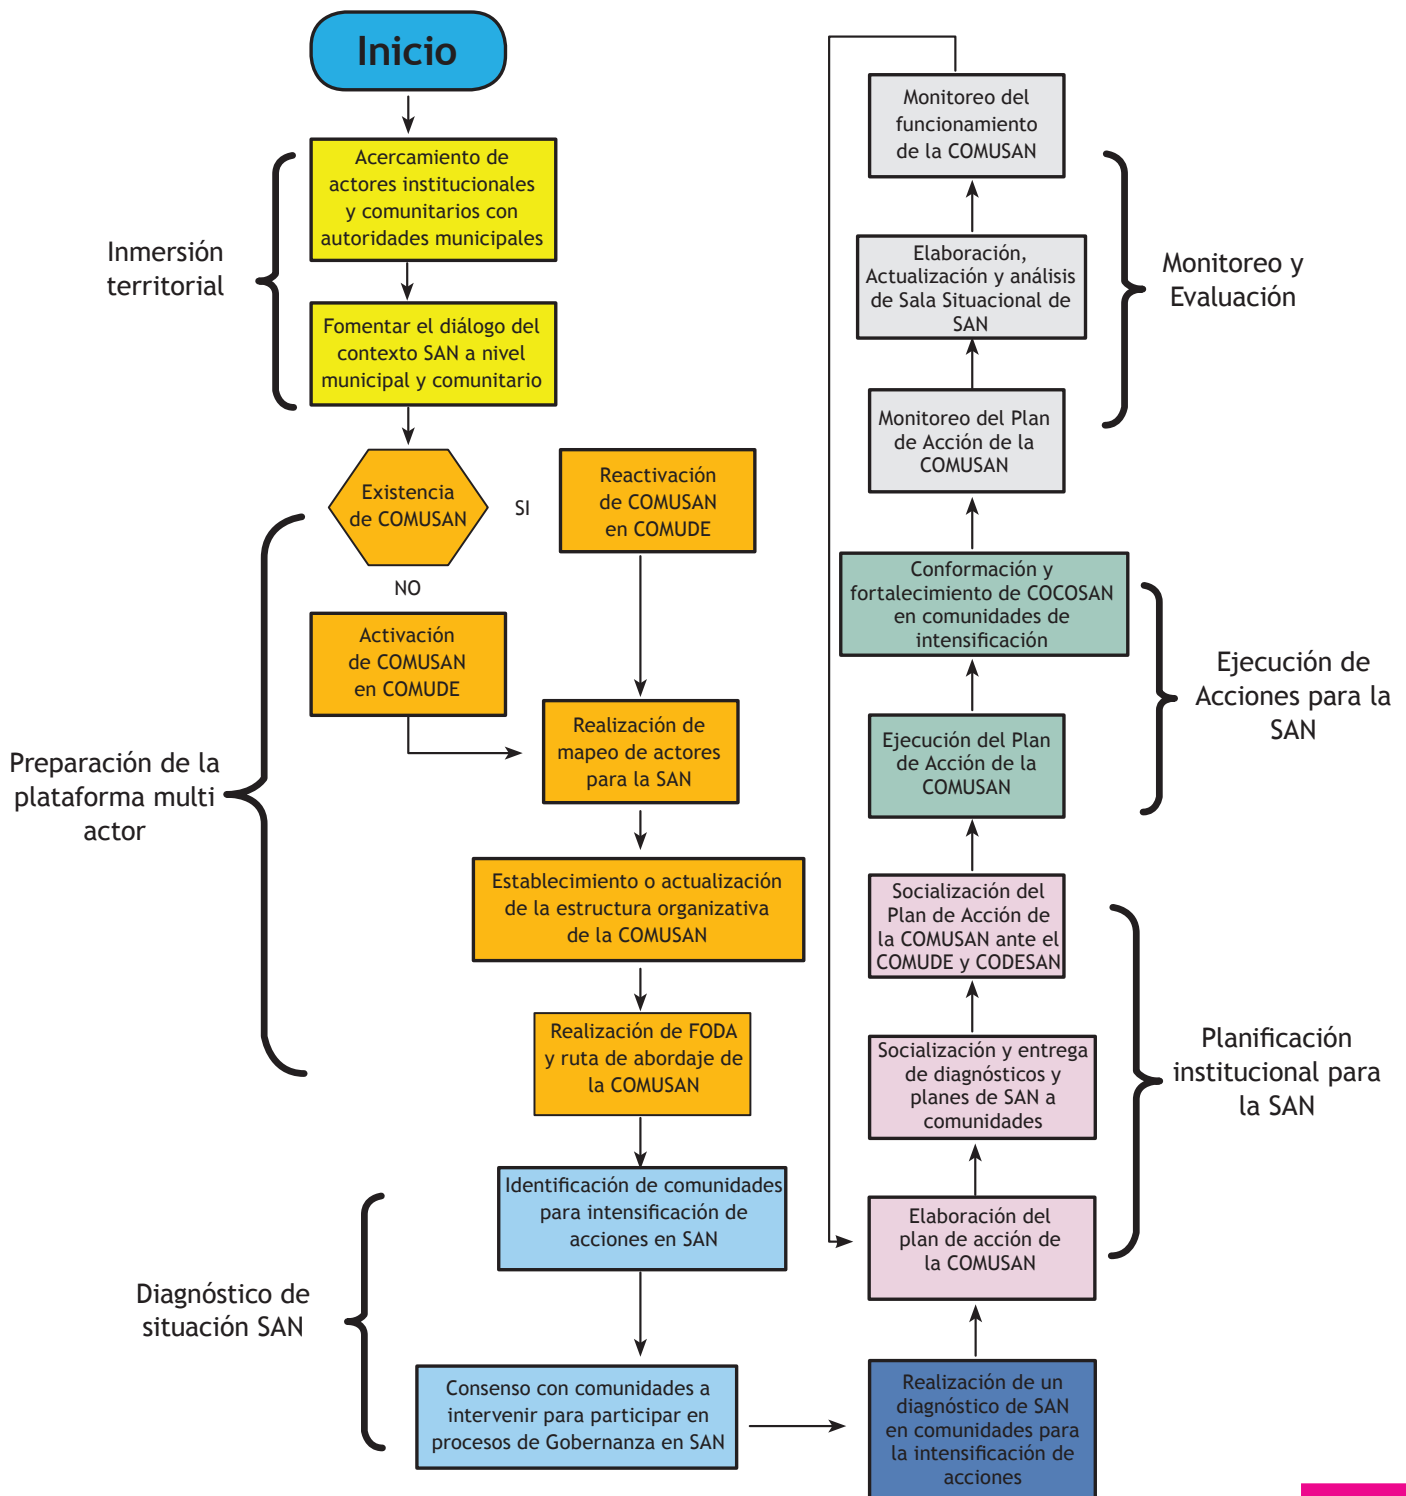 Inicio
Acercamiento de
actores institucionales
y comunitarios con
autoridades municipales
Inmersión
territorial
Fomentar el diálogo del
contexto SAN a nivel
municipal y comunitario
Existencia
de COMUSAN
SI
Reactivación
de COMUSAN
en COMUDE
NO
Activación
de COMUSAN
en COMUDE
Realización de
mapeo de actores
para la SAN
Preparación de la
plataforma multi
actor
Establecimiento o actualización
de la estructura organizativa
de la COMUSAN
Realización de FODA
y ruta de abordaje de
la COMUSAN
Identificación de comunidades
para intensificación de
acciones en SAN
Diagnóstico de
situación SAN
Consenso con comunidades a
intervenir para participar en
procesos de Gobernanza en SAN
Monitoreo del
funcionamiento
de la COMUSAN
Elaboración,
Actualización y análisis
de Sala Situacional de
SAN
Monitoreo y
Evaluación
Monitoreo del Plan
de Acción de la
COMUSAN
Conformación y
fortalecimiento de COCOSAN
en comunidades de
intensificación
Ejecución de
Acciones para la
SAN
Ejecución del Plan
de Acción de la
COMUSAN
Socialización del
Plan de Acción de
la COMUSAN ante el
COMUDE y CODESAN
Socialización y entrega
de diagnósticos y
planes de SAN a
comunidades
Planificación
institucional para
la SAN
Elaboración del
plan de acción de
la COMUSAN
Realización de un
diagnóstico de SAN
en comunidades para
la intensificación de
acciones